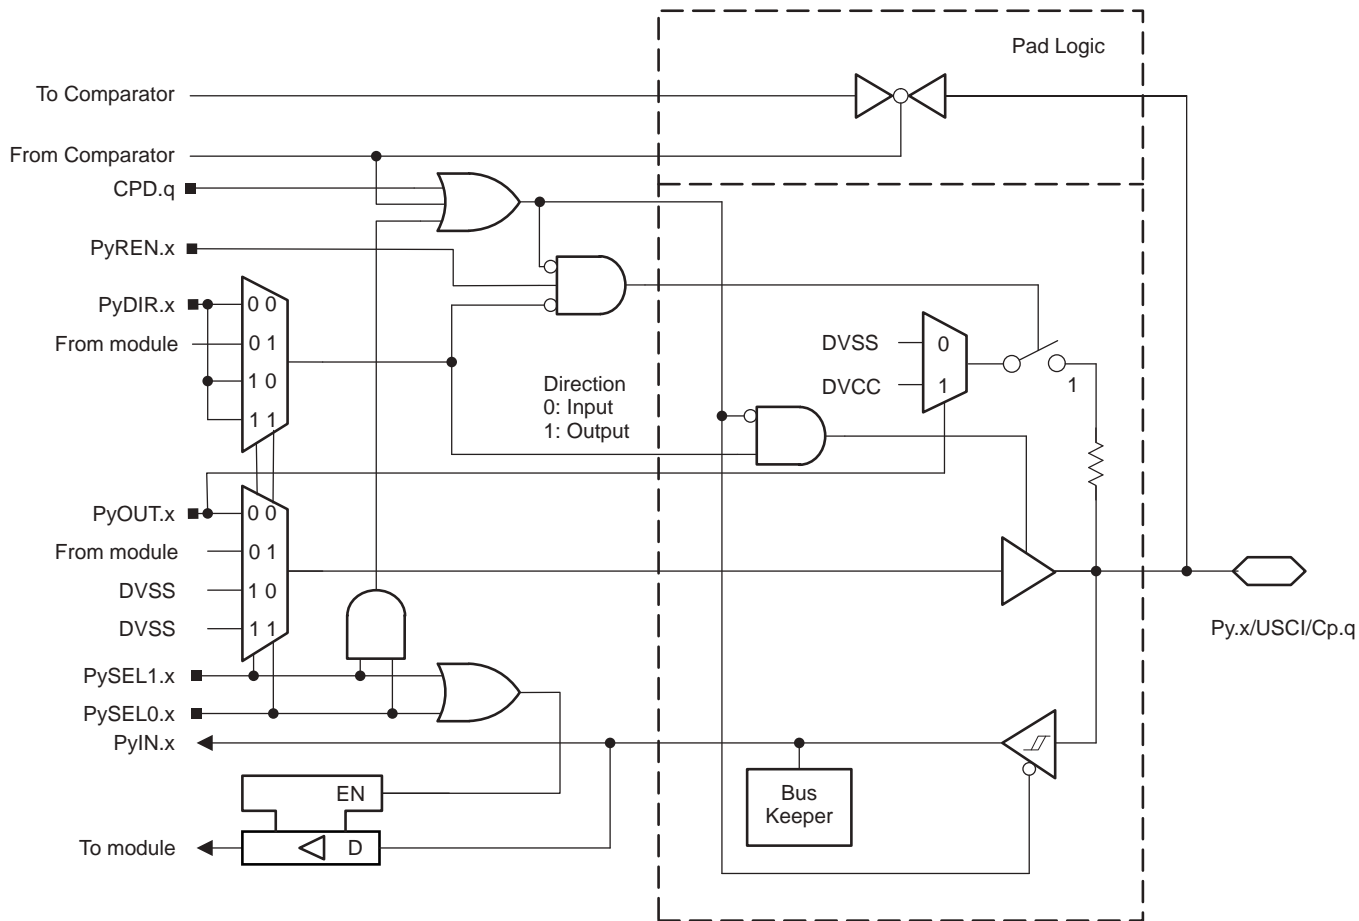 Pad Logic
To Comparator
From Comparator
CPD.q
PyREN.x
PyDIR.x
0 0
From module
0 1
1 0
1 1
Direction
0: Input
1: Output
DVSS
0
DVCC
1
1
PyOUT.x
0 0
From module
0 1
DVSS
1 0
DVSS
1 1
Py.x/USCI/Cp.q
PySEL1.x
PySEL0.x
PyIN.x
EN
Bus
Keeper
To module
D